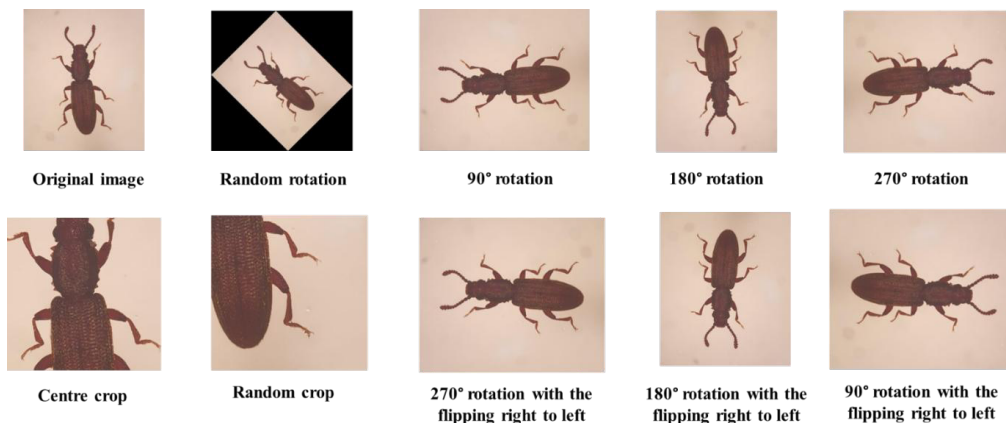 Original image
Random rotation
90° rotation
180° rotation
270° rotation
Centre crop
Random crop
270° rotation with the
flipping right to left
180° rotation with the
flipping right to left
90° rotation with the
flipping right to left